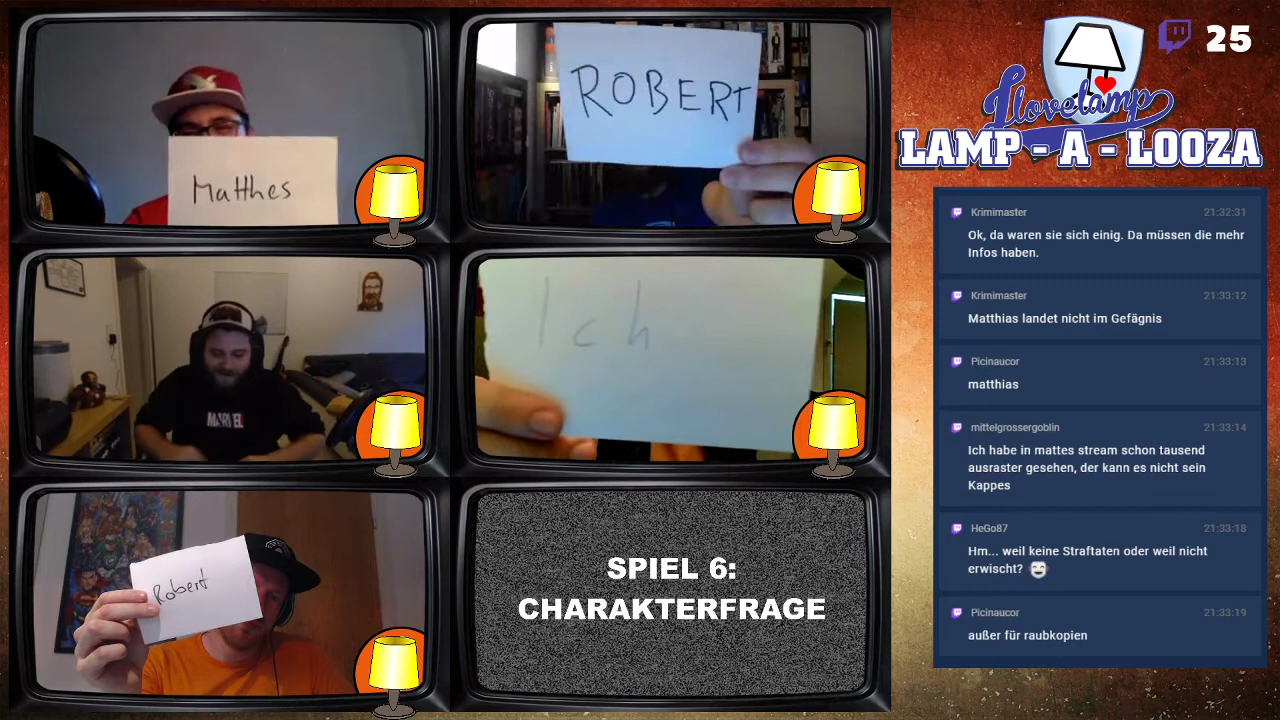 Matthes
ROBERT
MARVEL
Ich
Robert
SPIEL 6:
CHARAKTERFRAGE
25
Ilovelamp
LAMP - A - LOOZA
Krimimaster 21:32:31
Ok, da waren sie sich einig. Da müssen die mehr
Infos haben.
Krimimaster 21:33:12
Matthias landet nicht im Gefägnis
Picinaucor 21:33:13
matthias
mittelgrossergoblin 21:33:14
Ich habe in mattes stream schon tausend
ausraster gesehen, der kann es nicht sein
Kappes
HeGo87 21:33:18
Hm... weil keine Straftaten oder weil nicht
erwischt?
Picinaucor 21:33:19
außer für raubkopien